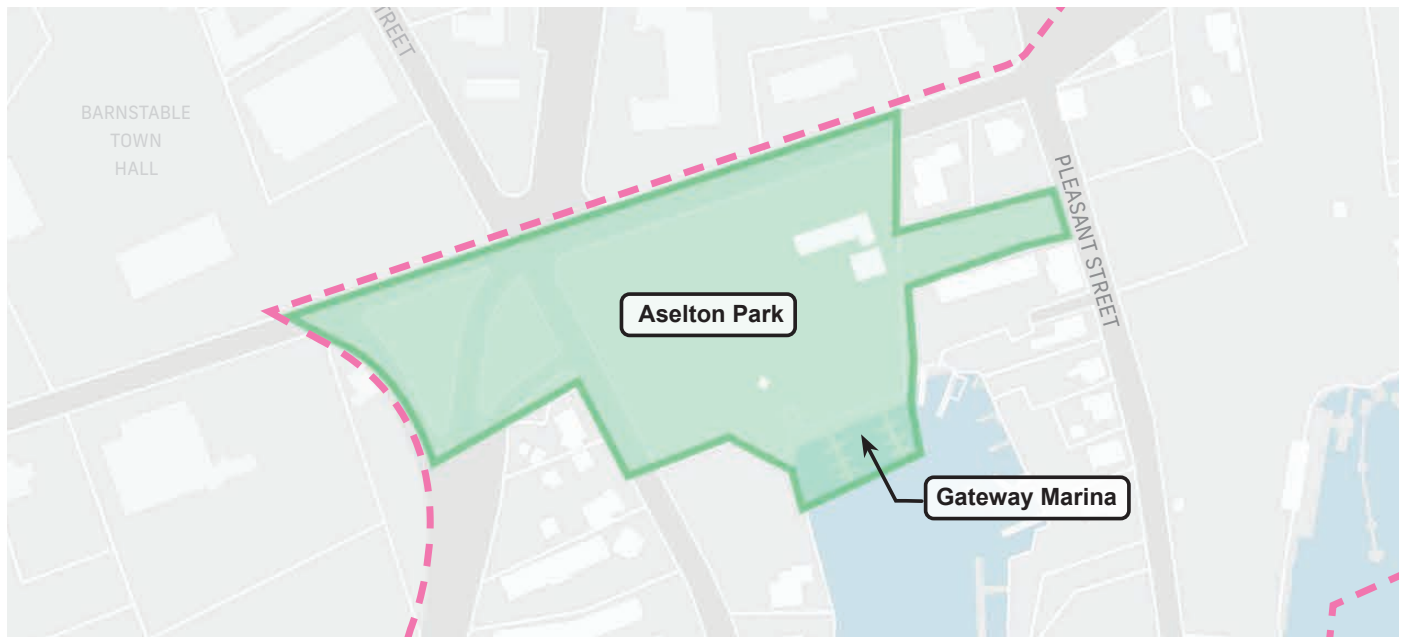 STREET
BARNSTABLE
TOWN
HALL
PLEASANT STREET
Aselton Park
Gateway Marina